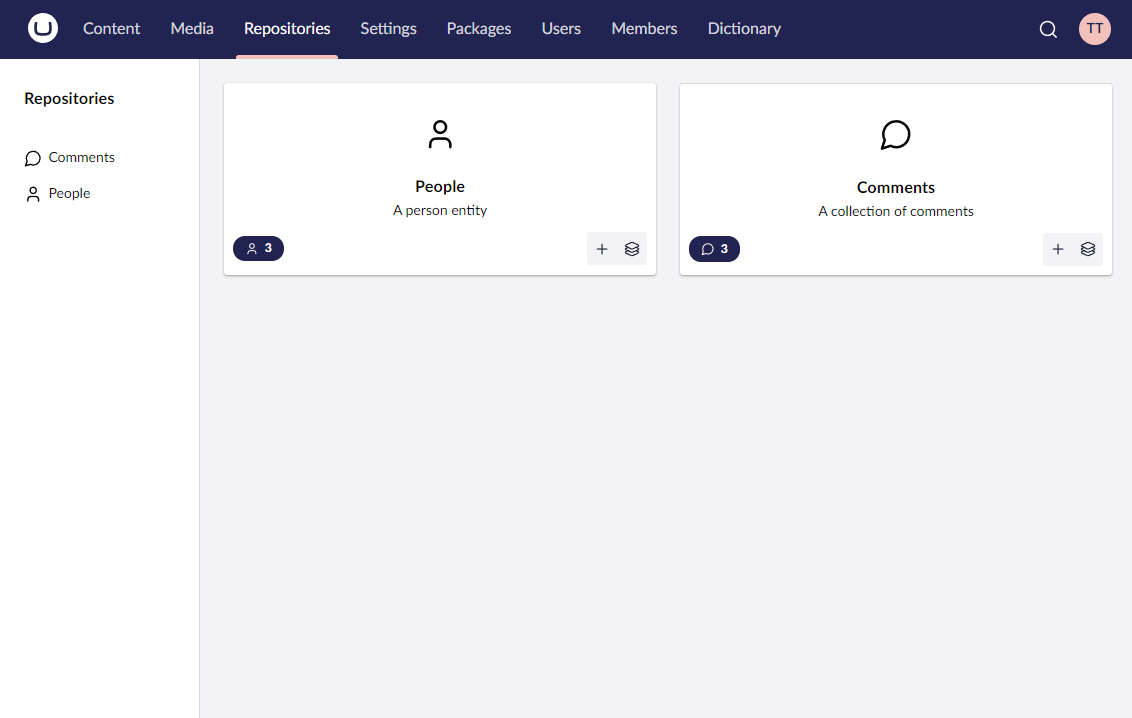 Content Media Repositories Settings Packages Users Members Dictionary TT
Repositories
Comments
People
People
A person entity
3
Comments
A collection of comments
3